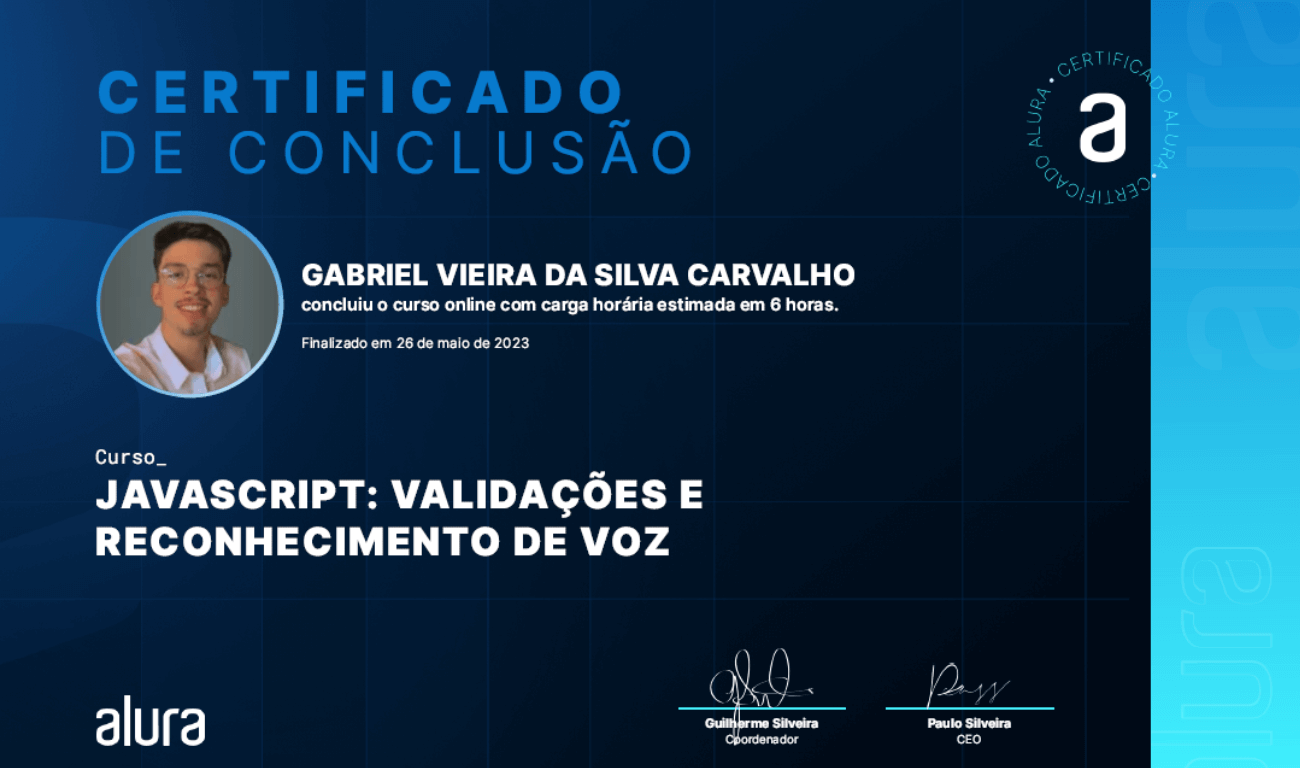 CERTIFICADO
DE CONCLUSÃO
CERTIFICADO ALURA • CERTIFICADO ALURA •
a
GABRIEL VIEIRA DA SILVA CARVALHO
concluiu o curso online com carga horária estimada em 6 horas.
Finalizado em 26 de maio de 2023
Curso_
JAVASCRIPT: VALIDAÇÕES E
RECONHECIMENTO DE VOZ
alura
Guilherme Silveira
Coordenador
Paulo Silveira
CEO
alura
alura